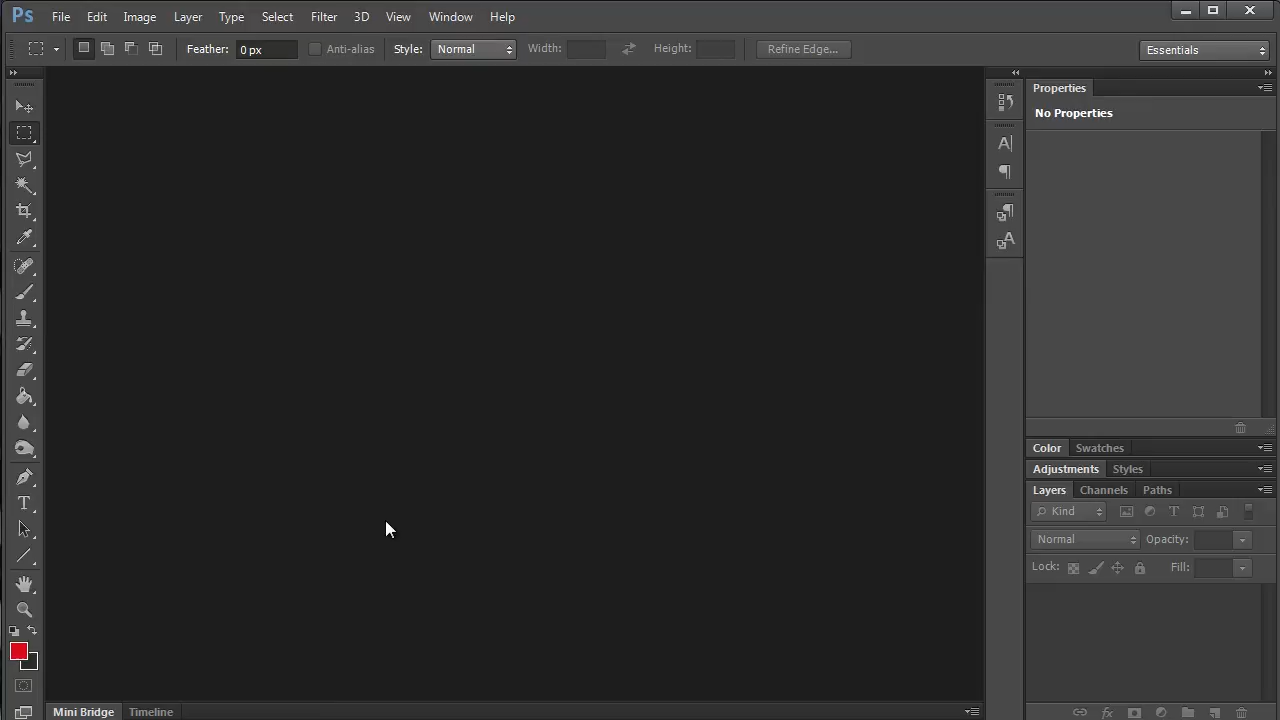 Ps File Edit Image Layer Type Select Filter 3D View Window Help
Feather: 0 px Anti-alias Style: Normal Width: Height: Refine Edge... Essentials
Properties
No Properties
Color Swatches
Adjustments Styles
Layers Channels Paths
Kind
Normal Opacity:
Lock: Fill:
Mini Bridge Timeline